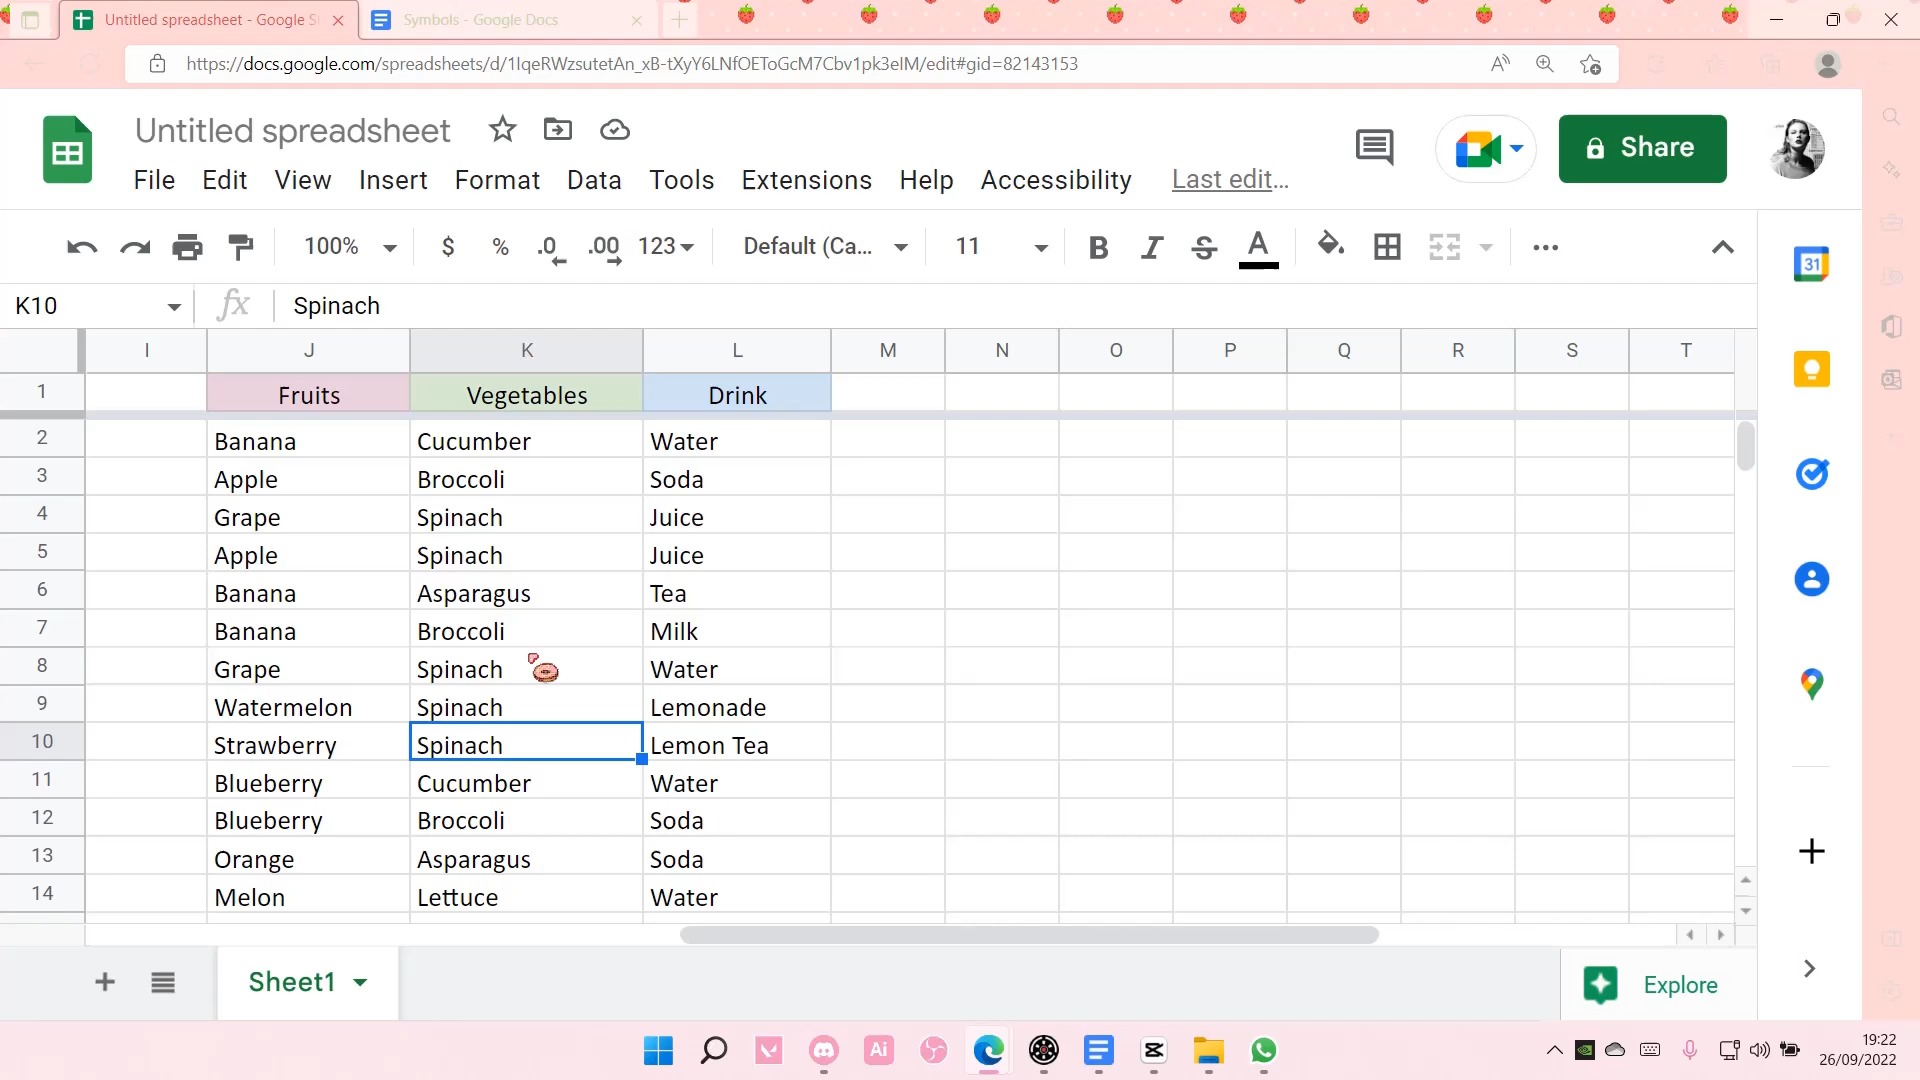 Untitled spreadsheet - Google S
Symbols - Google Docs
https://docs.google.com/spreadsheets/d/1IqeRWzsutetAn_xB-tXyY6LNfOEToGcM7Cbv1pk3eIM/edit#gid=82143153
Untitled spreadsheet
Share
File Edit View Insert Format Data Tools Extensions Help Accessibility Last edit...
100% $ % .0 .00 123 Default (Ca... 11 B I S A
31
K10 fx Spinach
I J K L M N O P Q R S T
1 Fruits Vegetables Drink
2 Banana Cucumber Water
3 Apple Broccoli Soda
4 Grape Spinach Juice
5 Apple Spinach Juice
6 Banana Asparagus Tea
7 Banana Broccoli Milk
8 Grape Spinach Water
9 Watermelon Spinach Lemonade
10 Strawberry Spinach Lemon Tea
11 Blueberry Cucumber Water
12 Blueberry Broccoli Soda
13 Orange Asparagus Soda
14 Melon Lettuce Water
Sheet1
Explore
Ai
19:22
26/09/2022